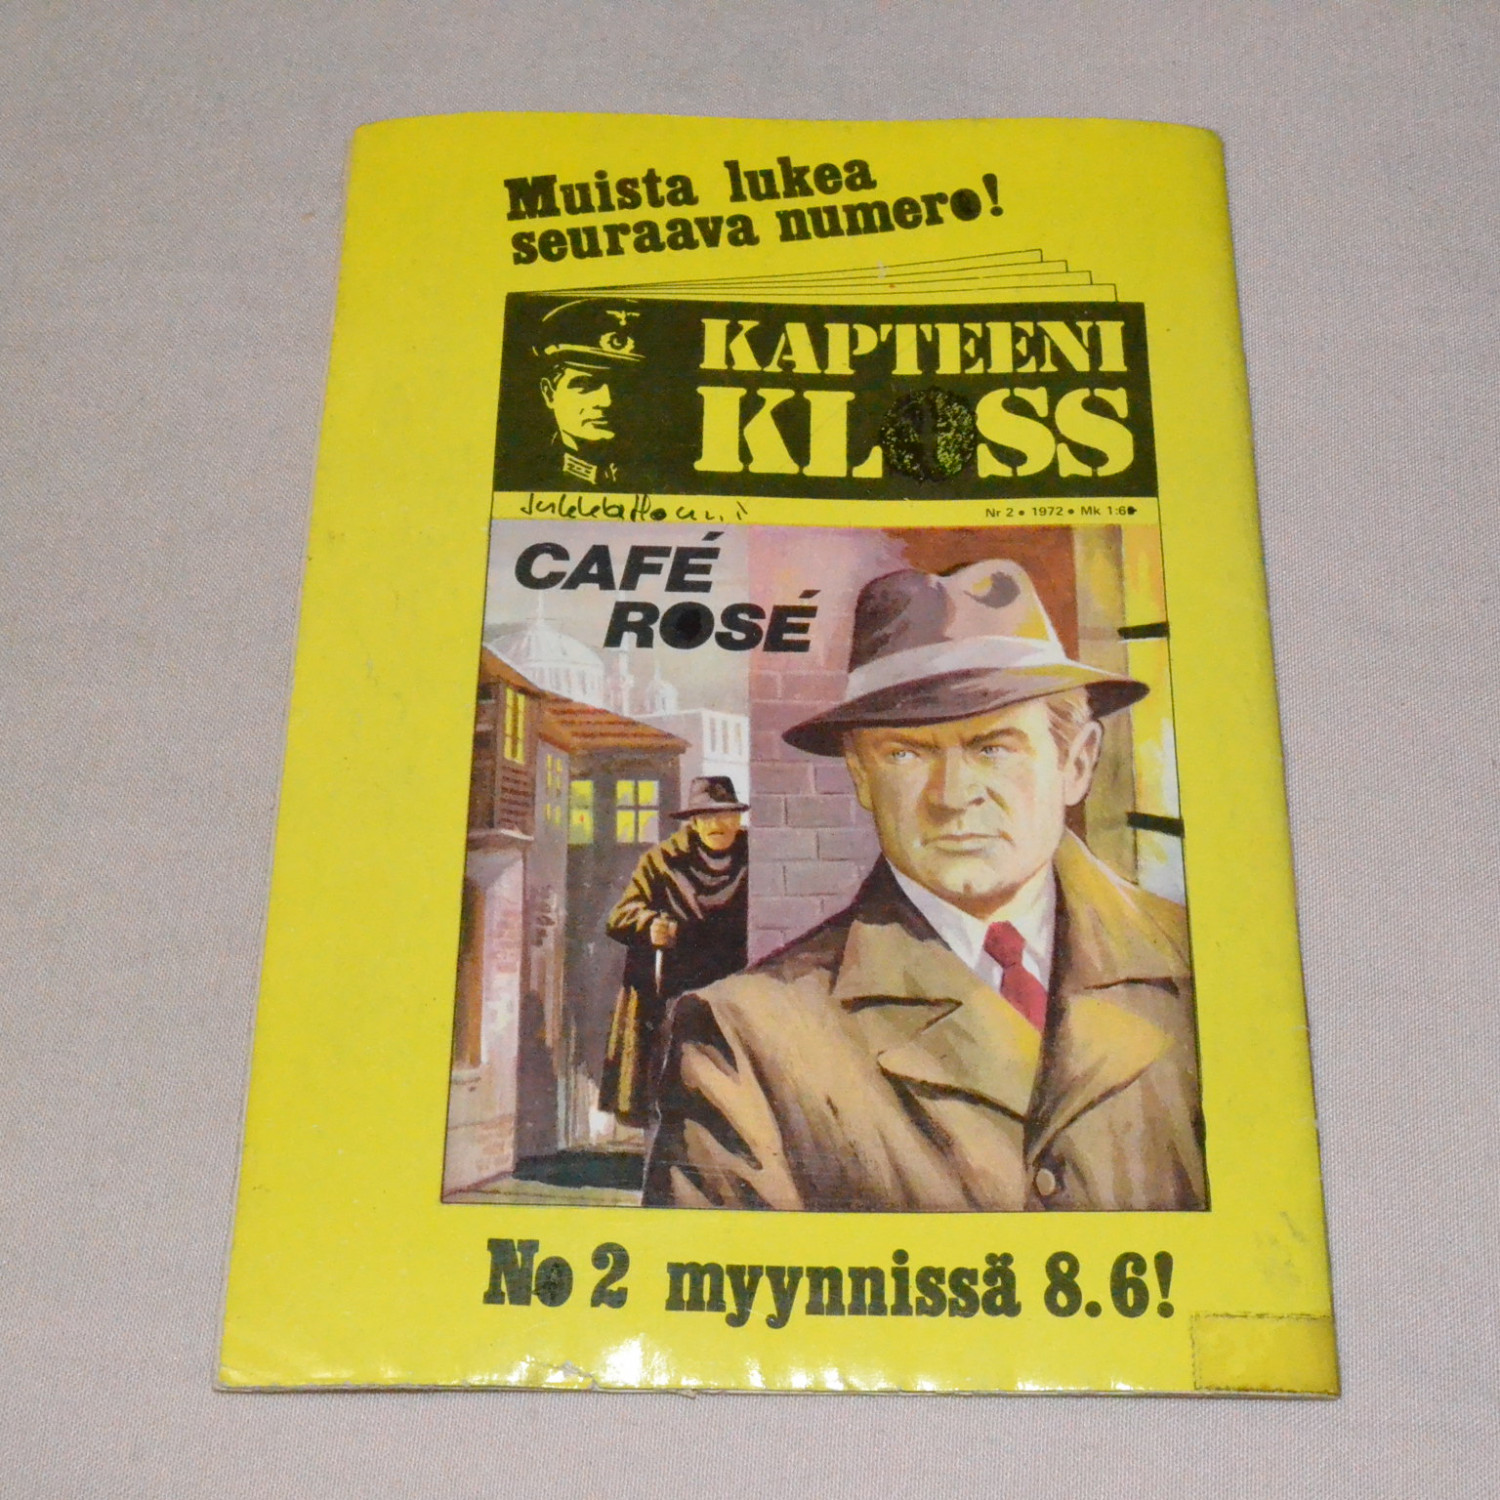 Muista lukea
seuraava numero!
KAPTEENI
KLOSS
Nr 2 • 1972 • Mk 1:60
CAFÉ
ROSÉ
No 2 myynnissä 8.6!